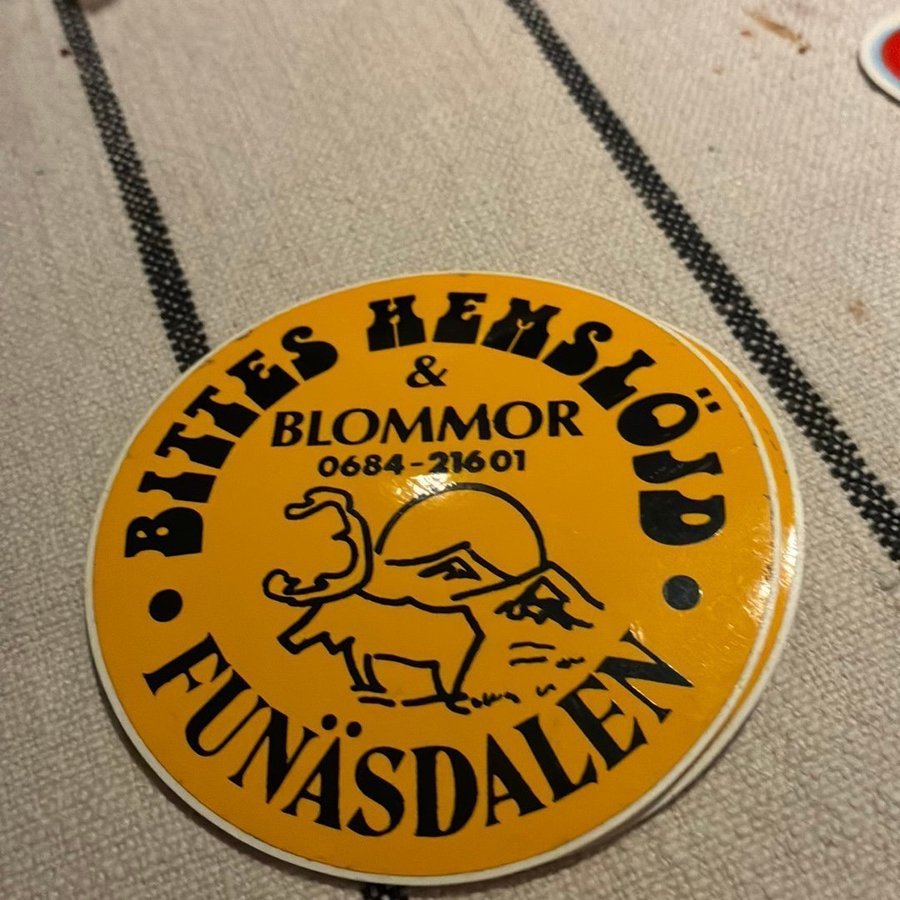 BITTES HEMSLÖJD
&
BLOMMOR
0684-21601
• FUNÄSDALEN •